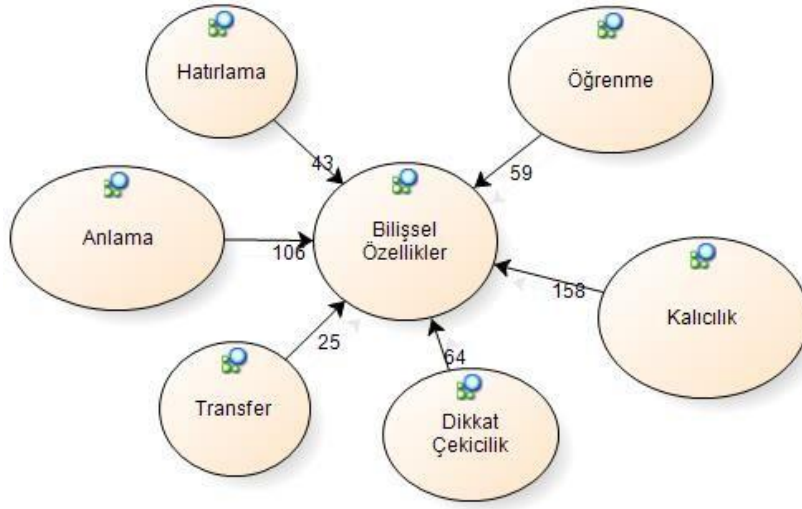 Hatırlama
Öğrenme
43
59
Anlama
106
Bilişsel
Özellikler
158
Kalıcılık
25
64
Transfer
Dikkat
Çekicilik